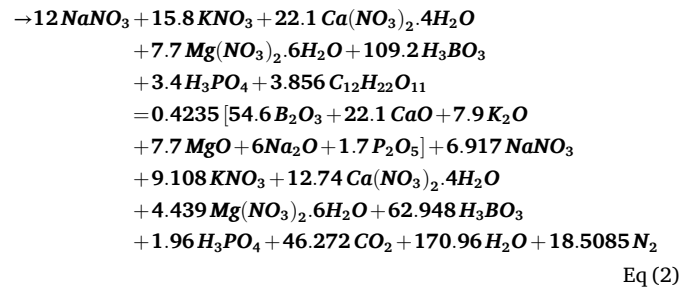 →12 NaNO₃ + 15.8 KNO₃ + 22.1 Ca(NO₃)₂.4H₂O
+ 7.7 Mg(NO₃)₂.6H₂O + 109.2 H₃BO₃
+ 3.4 H₃PO₄ + 3.856 C₁₂H₂₂O₁₁
= 0.4235 [54.6 B₂O₃ + 22.1 CaO + 7.9 K₂O
+ 7.7 MgO + 6Na₂O + 1.7 P₂O₅] + 6.917 NaNO₃
+ 9.108 KNO₃ + 12.74 Ca(NO₃)₂.4H₂O
+ 4.439 Mg(NO₃)₂.6H₂O + 62.948 H₃BO₃
+ 1.96 H₃PO₄ + 46.272 CO₂ + 170.96 H₂O + 18.5085 N₂
Eq (2)